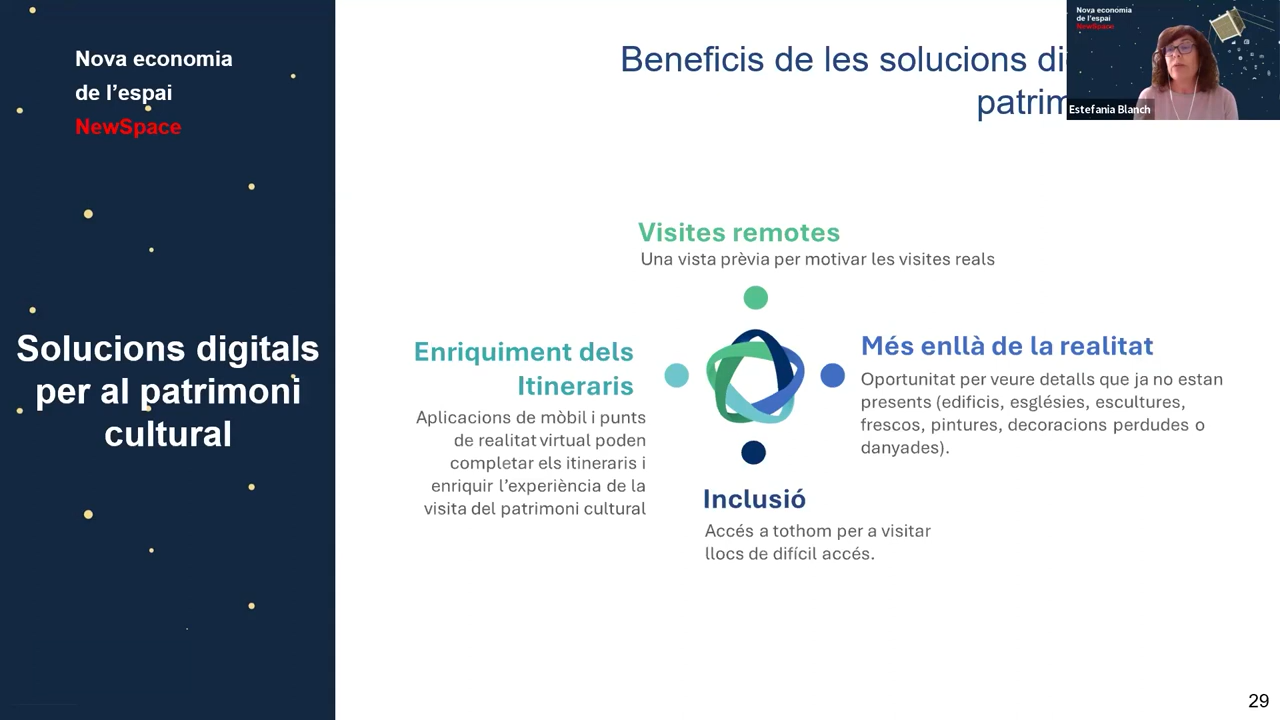 Nova economia
de l’espai
NewSpace
Solucions digitals
per al patrimoni
cultural
Beneficis de les solucions
Visites remotes
Una vista prèvia per motivar les visites reals
Enriquiment dels
Itineraris
Aplicacions de mòbil i punts
de realitat virtual poden
completar els itineraris i
enriquir l’experiència de la
visita del patrimoni cultural
Més enllà de la realitat
Oportunitat per veure detalls que ja no estan
presents (edificis, esglésies, escultures,
frescos, pintures, decoracions perdudes o
danyades).
Inclusió
Accés a tothom per a visitar
llocs de difícil accés.
Nova economia
de l’espai
NewSpace
Estefania Blanch
29